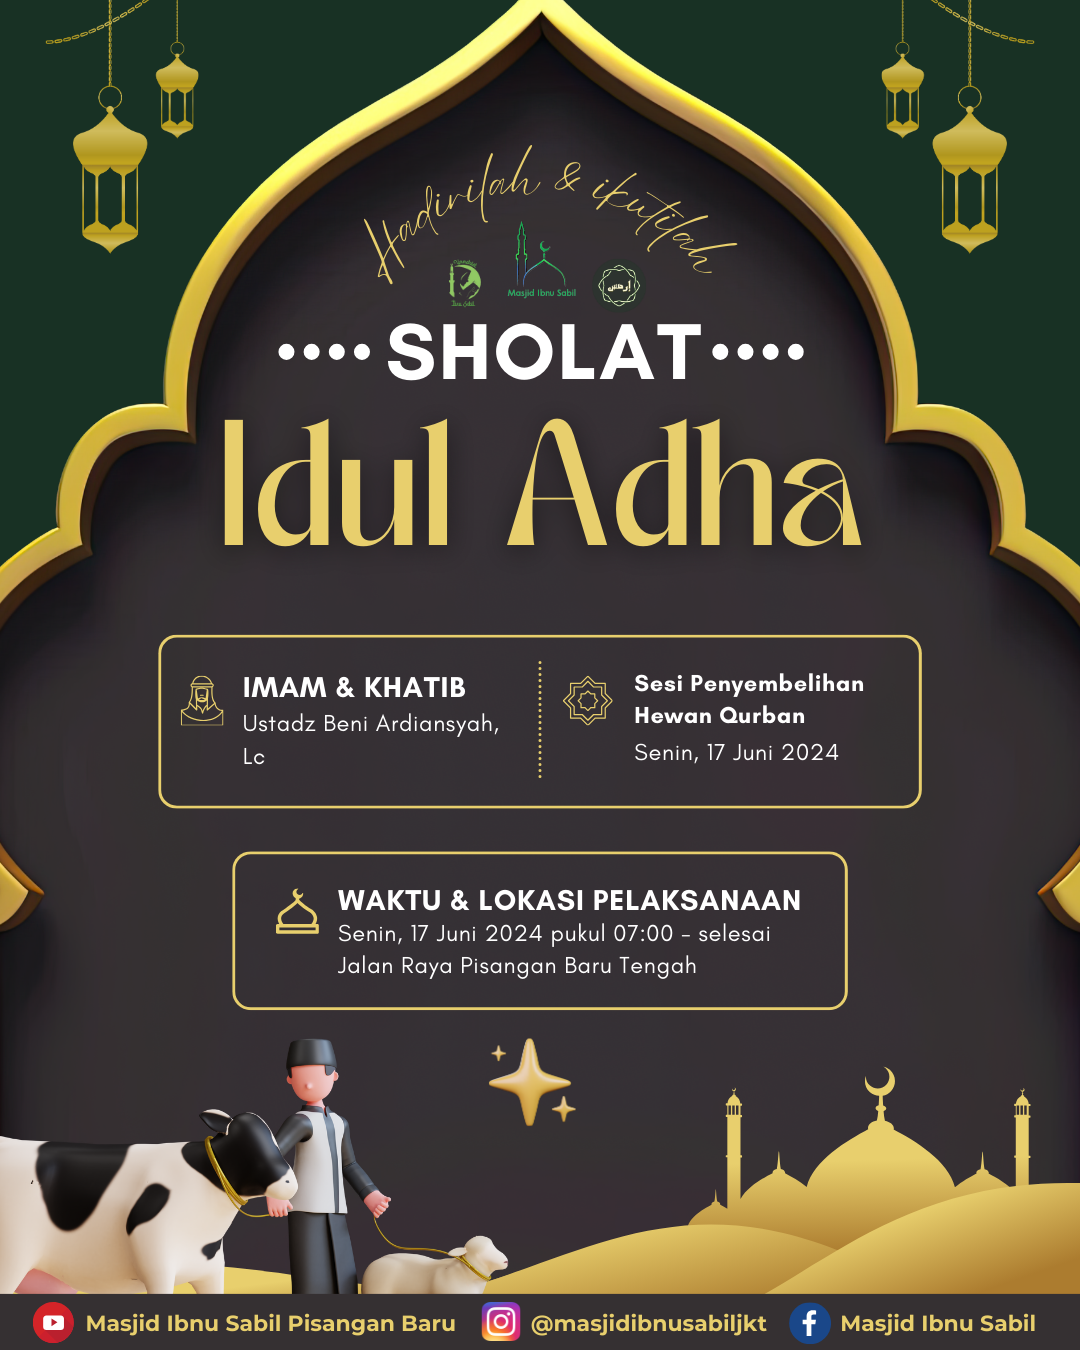 Hadirilah & ikutilah
Ibnu Sabil
Masjid Ibnu Sabil
SHOLAT
Idul Adha
IMAM & KHATIB
Ustadz Beni Ardiansyah,
Lc
Sesi Penyembelihan
Hewan Qurban
Senin, 17 Juni 2024
WAKTU & LOKASI PELAKSANAAN
Senin, 17 Juni 2024 pukul 07:00 - selesai
Jalan Raya Pisangan Baru Tengah
Masjid Ibnu Sabil Pisangan Baru
@masjidibnusabiljkt
Masjid Ibnu Sabil